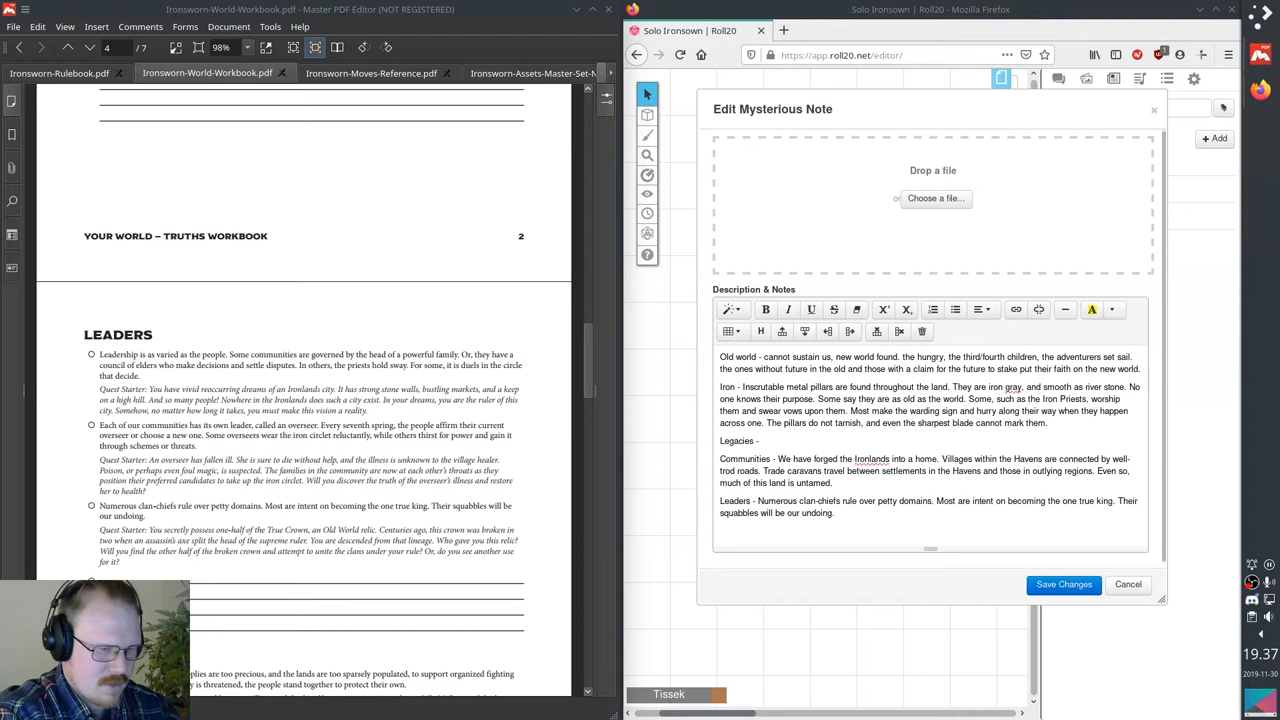 Ironsworn-World-Workbook.pdf - Master PDF Editor (NOT REGISTERED)
File Edit View Insert Forms Document Tools Help
4 / 7 98%
Ironsworn-Rulebook.pdf
Ironsworn-World-Workbook.pdf
Ironsworn-Moves-Reference.pdf
Ironsworn-Assets-Master-Set-N
YOUR WORLD – TRUTHS WORKBOOK 2
LEADERS
Leadership is as varied as the people. Some communities are governed by the head of a powerful family. Or, they have a
council of elders who make decisions and settle disputes. In others, the priests hold sway. For some, it is duels in the circle
that decide.
Quest Starter: You have vivid reoccurring dreams of an Ironlands city. It has strong stone walls, bustling markets, and a keep
on a high hill. And so many people! Nowhere in the Ironlands does such a city exist. In your dreams, you are the ruler of this
city. Somehow, no matter how long it takes, you must make this vision a reality.
Each of our communities has its own leader, called an overseer. Every seventh spring, the people affirm their current
overseer or choose a new one. Some overseers wear the iron circlet reluctantly, while others thirst for power and gain it
through schemes or threats.
Quest Starter: An overseer has fallen ill. She is sure to die without help, and the illness is unknown to the village healer.
Poison, or perhaps even foul magic, is suspected. The families in the community are now at each other's throats as they
position their preferred candidates to take up the iron circlet. Will you discover the truth of the overseer's illness and restore
her to health?
Numerous clan-chiefs rule over petty domains. Most are intent on becoming the one true king. Their squabbles will be
our undoing.
Quest Starter: You secretly possess one-half of the True Crown, an Old World relic. Centuries ago, this crown was broken in
two when an assassin's axe split the head of the supreme ruler. You are descended from that lineage. Who gave you this relic?
Will you find the other half of the broken crown and attempt to unite the clans under your rule? Or, do you see another use
for it?
plies are too precious, and the lands are too sparsely populated, to support organized fighting
y is threatened, the people stand together to protect their own.
Solo Ironsown | Roll20 - Mozilla Firefox
Solo Ironsown | Roll20
https://app.roll20.net/editor/
1
Add
Edit Mysterious Note
Drop a file
or Choose a file...
Description & Notes
B I U S X² X,
A
H
Old world - cannot sustain us, new world found. the hungry, the third/fourth children, the adventurers set sail.
the ones without future in the old and those with a claim for the future to stake put their faith on the new world.
Iron - Inscrutable metal pillars are found throughout the land. They are iron gray, and smooth as river stone. No
one knows their purpose. Some say they are as old as the world. Some, such as the Iron Priests, worship
them and swear vows upon them. Most make the warding sign and hurry along their way when they happen
across one. The pillars do not tarnish, and even the sharpest blade cannot mark them.
Legacies -
Communities - We have forged the Ironlands into a home. Villages within the Havens are connected by well-
trod roads. Trade caravans travel between settlements in the Havens and those in outlying regions. Even so,
much of this land is untamed.
Leaders - Numerous clan-chiefs rule over petty domains. Most are intent on becoming the one true king. Their
squabbles will be our undoing.
Save Changes
Cancel
Tissek
19.37
2019-11-30